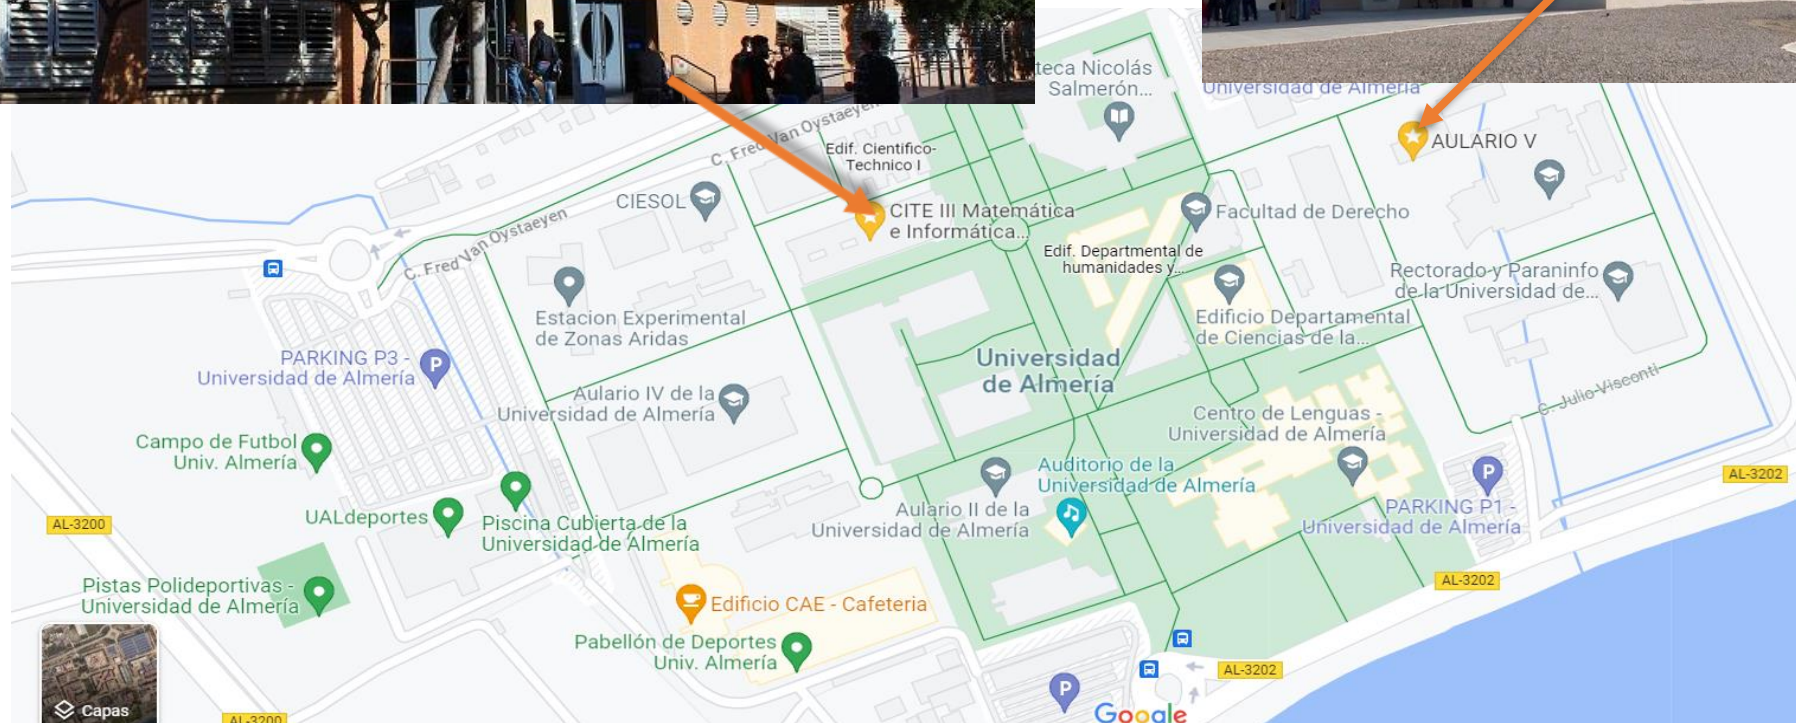 teca Nicolás
Salmerón...
Universidad de Almería
AULARIO V
C. Fred Van Oystaeyen
Edif. Cientifico-
Technico I
CIESOL
CITE III Matemática
e Informática...
Facultad de Derecho
C. Fred Van Oystaeyen
Edif. Departmental de
humanidades y...
Rectorado y Paraninfo
de la Universidad de...
Estacion Experimental
de Zonas Aridas
Edificio Departamental
de Ciencias de la...
PARKING P3 -
Universidad de Almería
P
Universidad
de Almería
Aulario IV de la
Universidad de Almería
C. Julio Visconti
Centro de Lenguas -
Universidad de Almería
Campo de Futbol
Univ. Almería
Auditorio de la
Universidad de Almería
P
AL-3202
Aulario II de la
Universidad de Almería
PARKING P1 -
Universidad de Almería
AL-3200
UALdeportes
Piscina Cubierta de la
Universidad de Almería
AL-3202
Pistas Polideportivas -
Universidad de Almería
Edificio CAE - Cafeteria
Pabellón de Deportes
Univ. Almería
AL-3202
P
Capas
AL-3200
Google